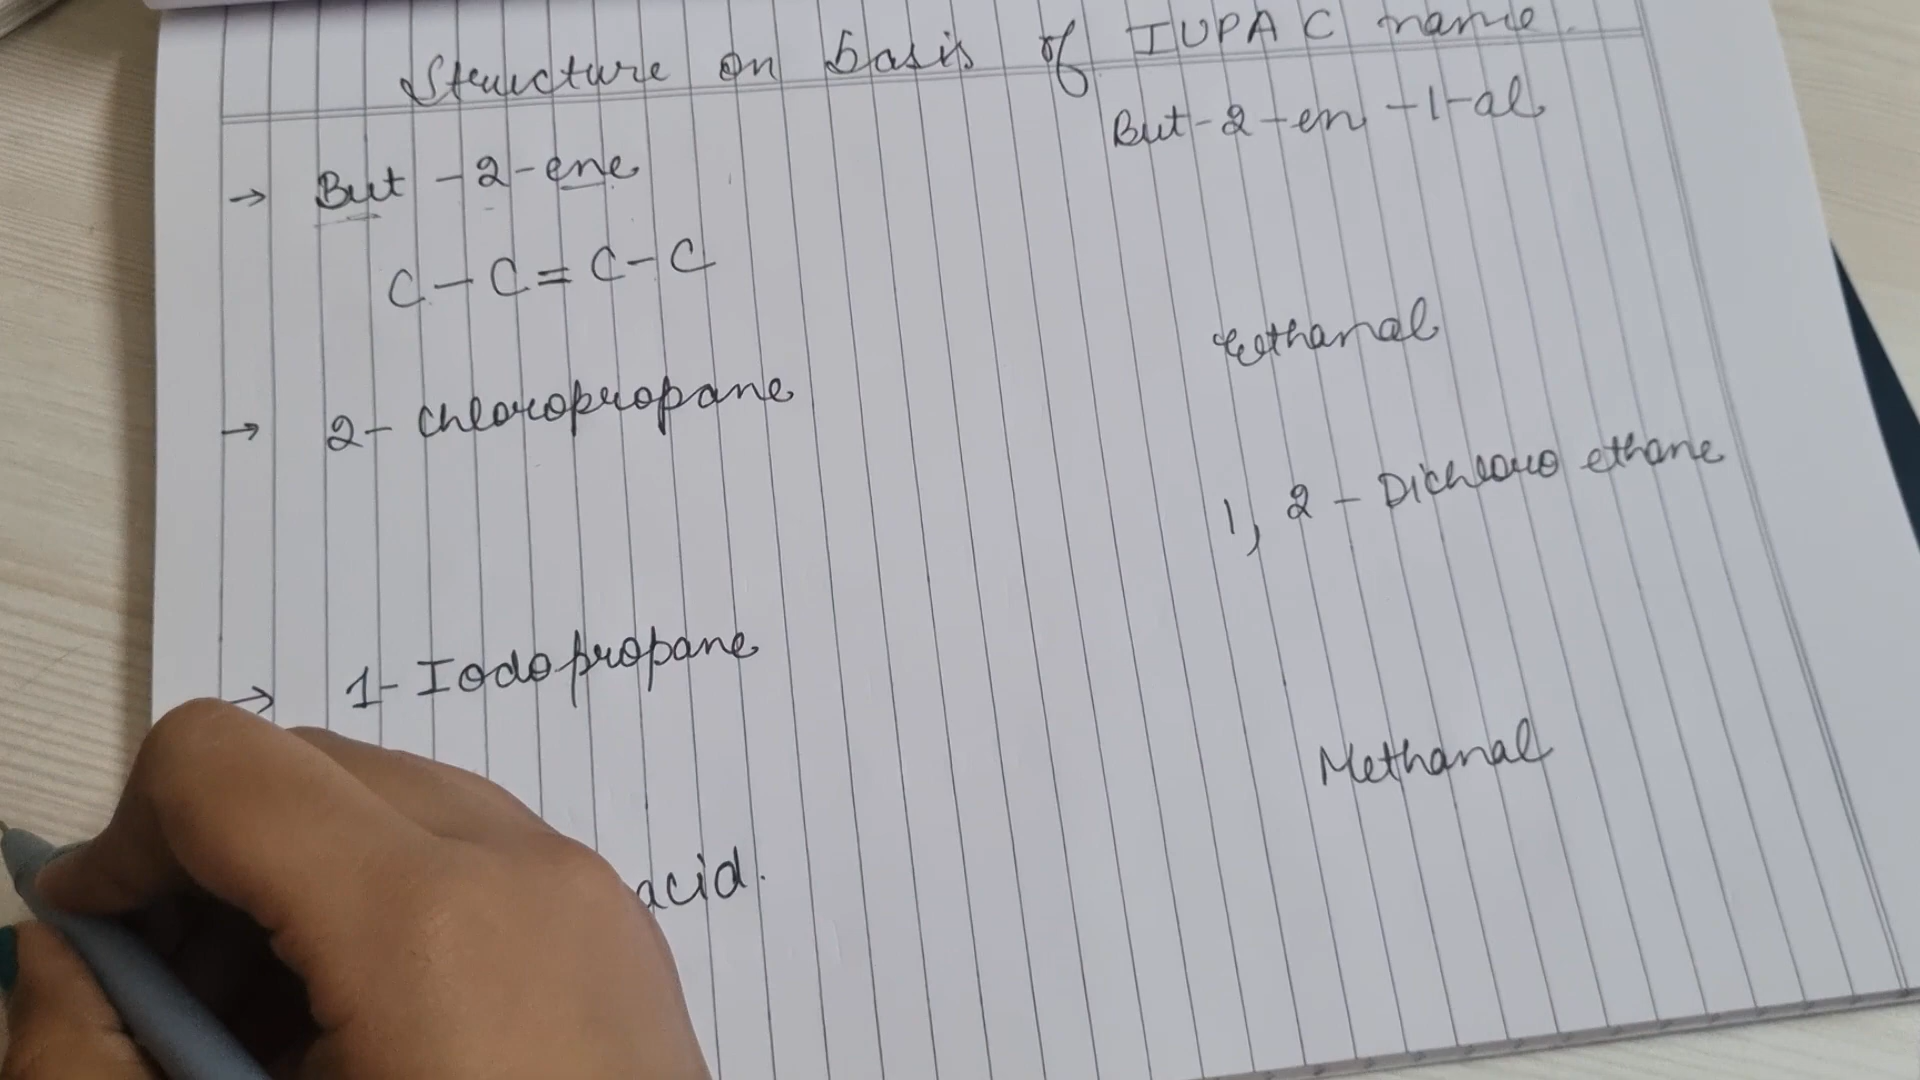 Structure on basis of IUPAC name.
But-2-ene
C-C=C-C
2-Chloropropane
1-Iodopropane
acid.
But-2-en-1-al
1, 2-Dichloro ethane
Methanal